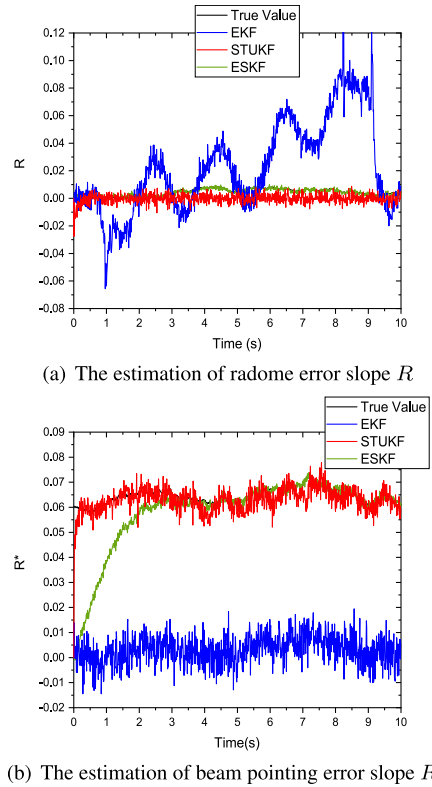 True Value
EKF
STUKF
ESKF
0.12
0.10
0.08
0.06
0.04
0.02
0.00
-0.02
-0.04
-0.06
-0.08
R
0 1 2 3 4 5 6 7 8 9 10
Time (s)
(a) The estimation of radome error slope R
True Value
EKF
STUKF
ESKF
0.09
0.08
0.07
0.06
0.05
0.04
0.03
0.02
0.01
0.00
-0.01
-0.02
R*
0 1 2 3 4 5 6 7 8 9 10
Time(s)
(b) The estimation of beam pointing error slope R